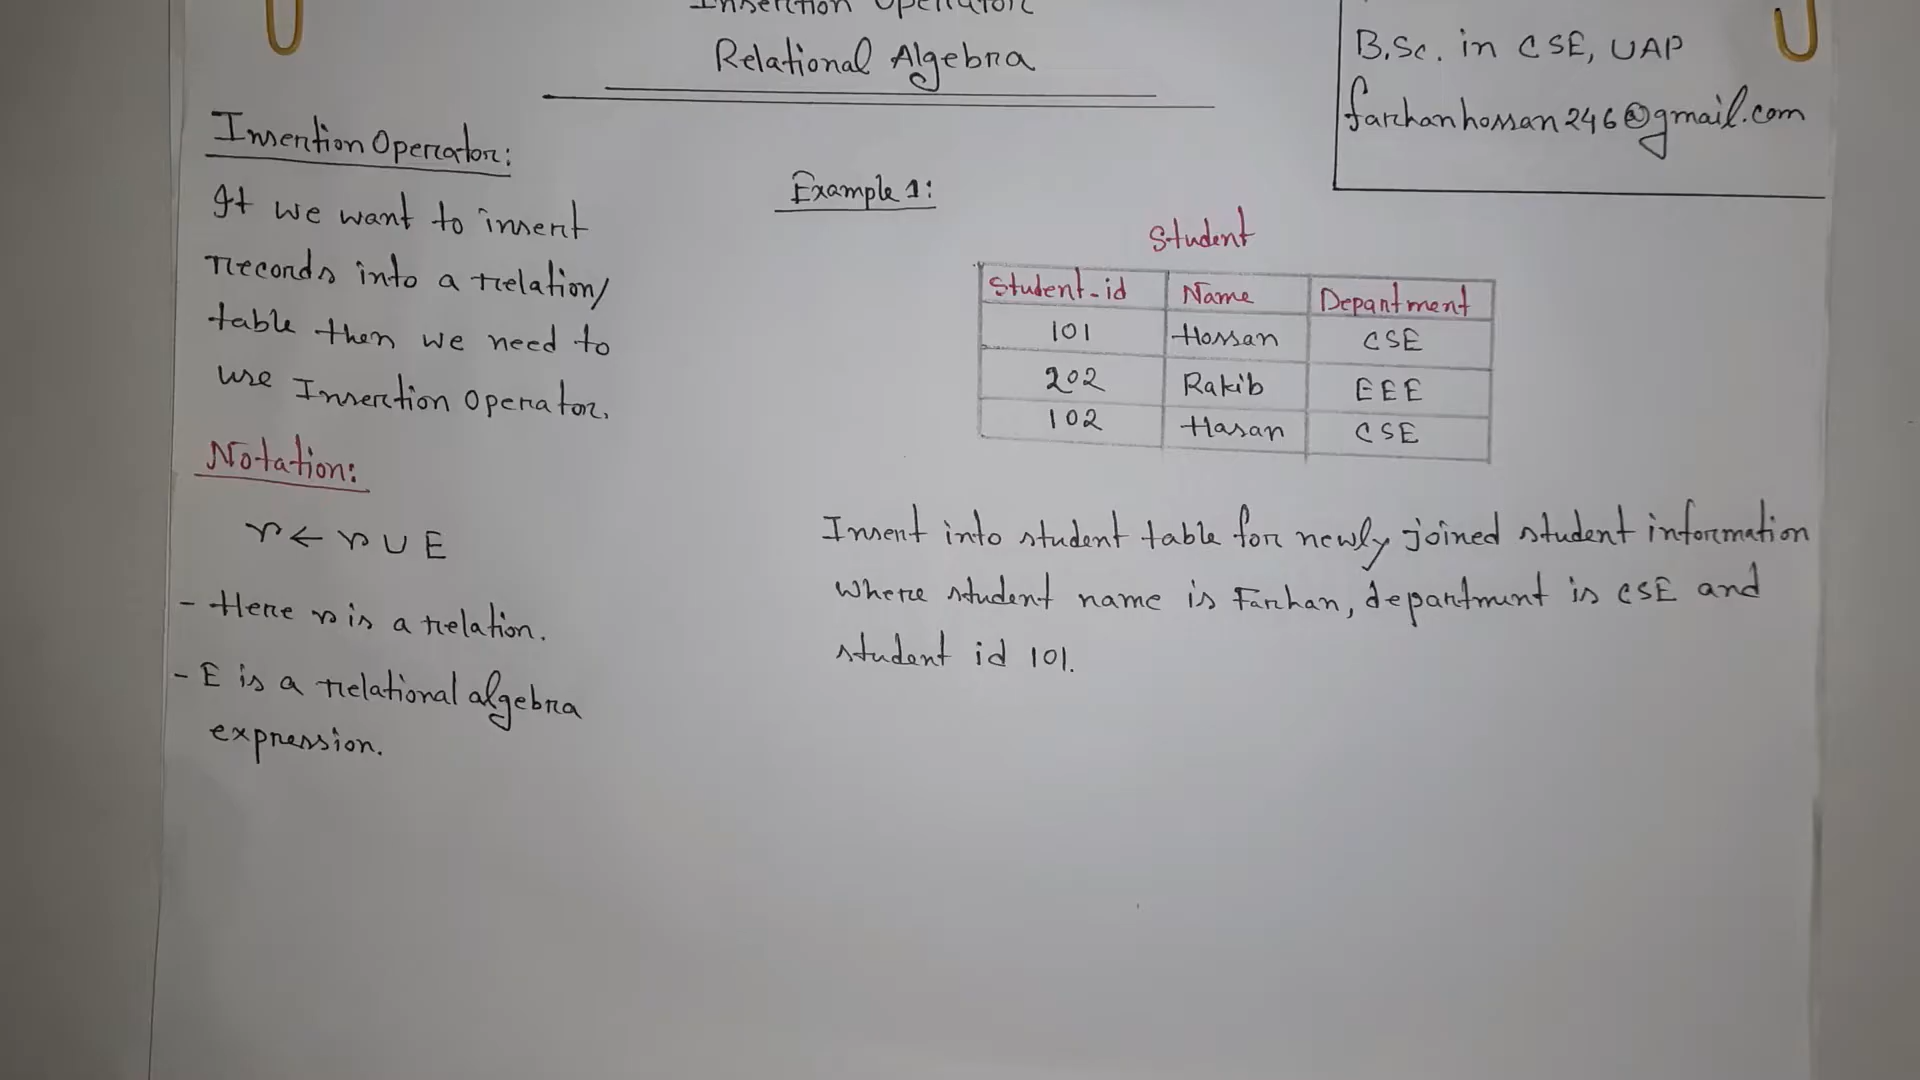 Insertion Operator
Relational Algebra
B.Sc. in CSE, UAP
farhanhossan246@gmail.com
Insertion Operator:
If we want to insert
records into a relation/
table then we need to
use Insertion Operator.
Notation:
r ← r ∪ E
- Here r is a relation.
- E is a relational algebra
expression.
Example 1:
Student
Student-id Name Department
101 Hossan CSE
202 Rakib EEE
102 Hasan CSE
Insert into student table for newly joined student information
where student name is Farhan, department is CSE and
student id 101.